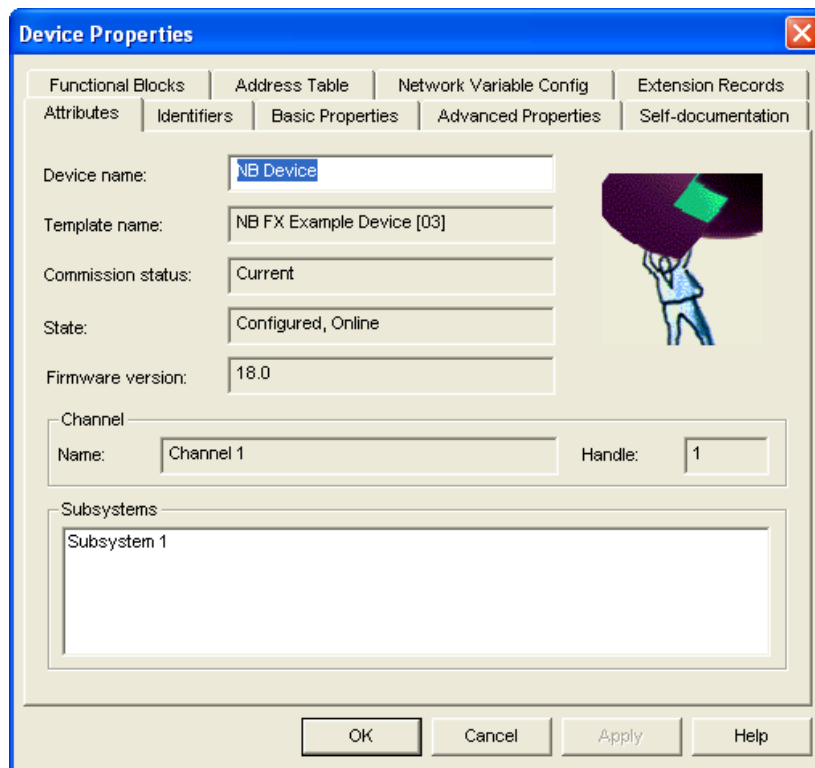 Device Properties
Functional Blocks Address Table Network Variable Config Extension Records
Attributes Identifiers Basic Properties Advanced Properties Self-documentation
Device name: NB Device
Template name: NB FX Example Device [03]
Commission status: Current
State: Configured, Online
Firmware version: 18.0
Channel
Name: Channel 1 Handle: 1
Subsystems
Subsystem 1
OK Cancel Apply Help